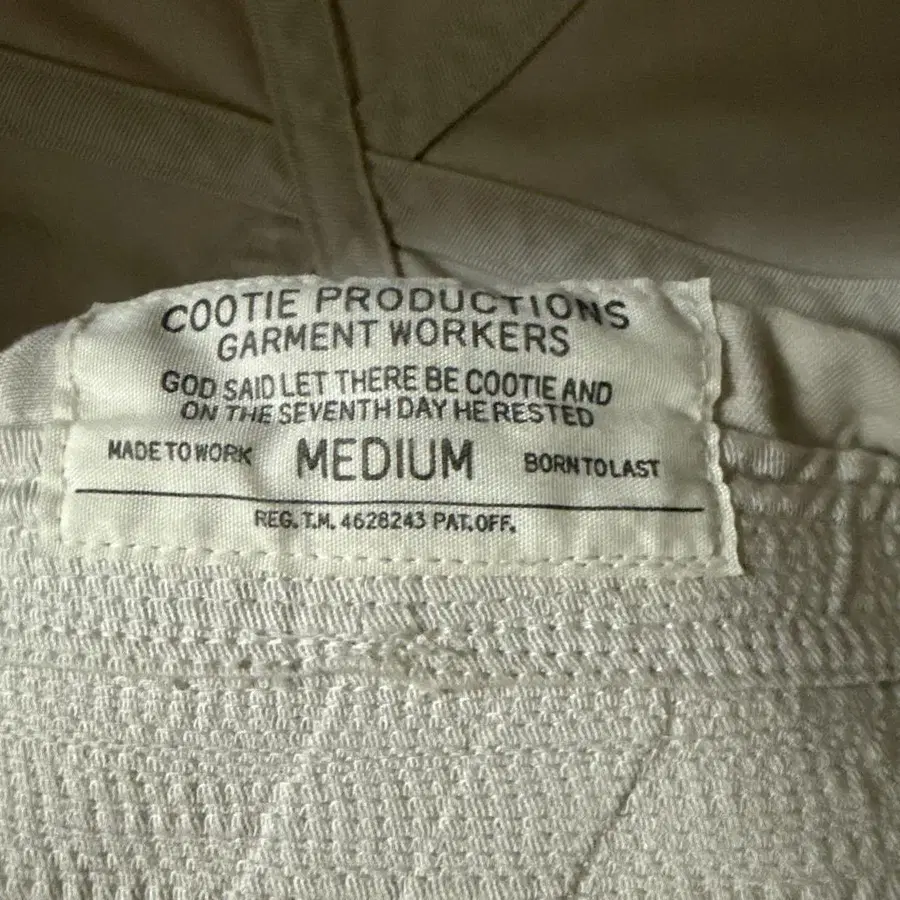 COOTIE PRODUCTIONS
GARMENT WORKERS
GOD SAID LET THERE BE COOTIE AND
ON THE SEVENTH DAY HE RESTED
MADE TO WORK MEDIUM BORN TO LAST
REG. T.M. 4628243 PAT. OFF.